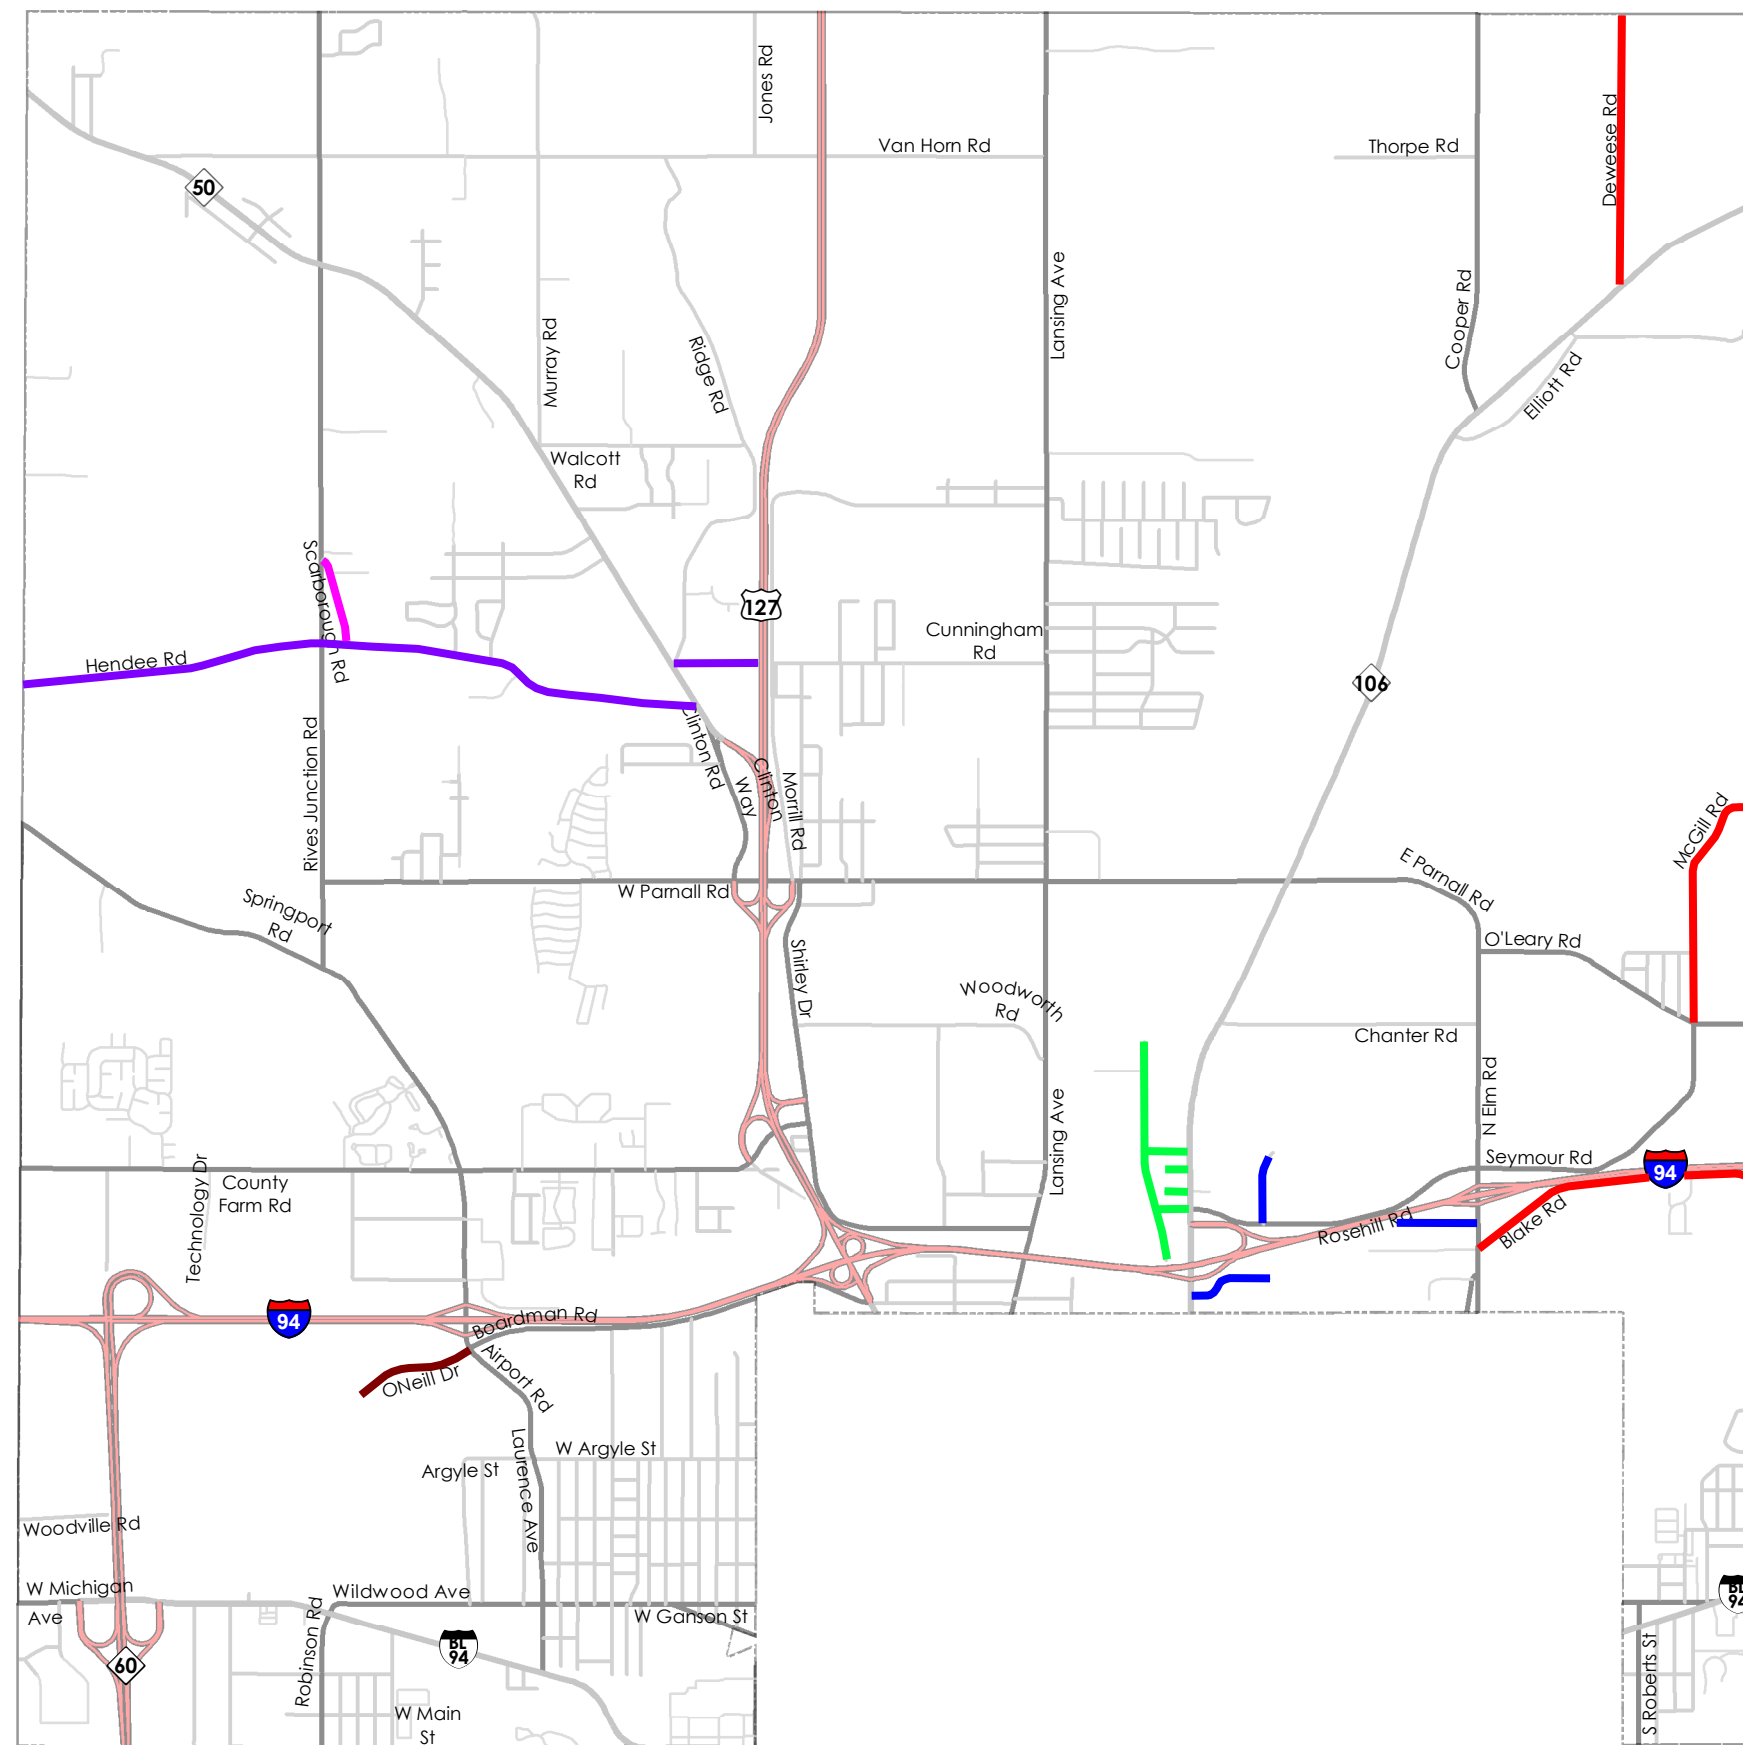 Jones Rd
Van Horn Rd
Thorpe Rd
Deweese Rd
50
Lansing Ave
Cooper Rd
Murray Rd
Ridge Rd
Elliott Rd
Walcott
Rd
Scarborough Rd
127
Cunningham
Rd
Hendee Rd
106
Clinton Rd
Clinton
Way
Morrill Rd
Rives Junction Rd
McGill Rd
W Parnall Rd
E Parnall Rd
Springport
Rd
O'Leary Rd
Shirley Dr
Woodworth
Rd
Chanter Rd
N Elm Rd
Lansing Ave
Seymour Rd
94
Technology Dr
County
Farm Rd
Rosehill Rd
Blake Rd
94
Boardman Rd
ONeill Dr
Airport Rd
W Argyle St
Argyle St
Laurence Ave
Woodville Rd
W Michigan
Ave
Wildwood Ave
W Ganson St
BL
94
BL
94
Robinson Rd
60
S Roberts St
W Main
St